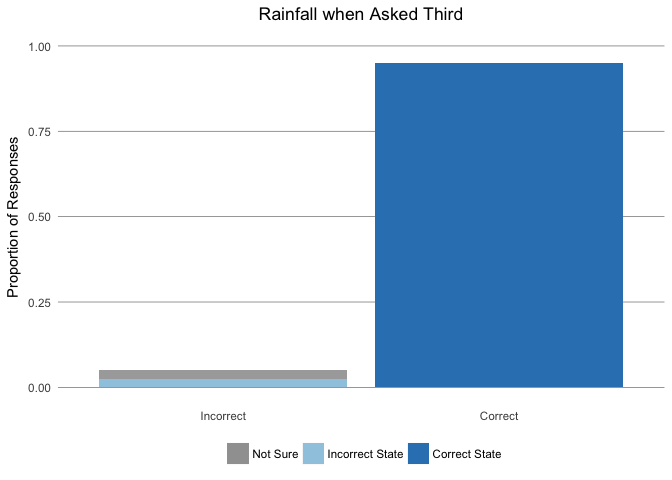 Rainfall when Asked Third
Proportion of Responses
1.00
0.75
0.50
0.25
0.00
Incorrect Correct
Not Sure Incorrect State Correct State